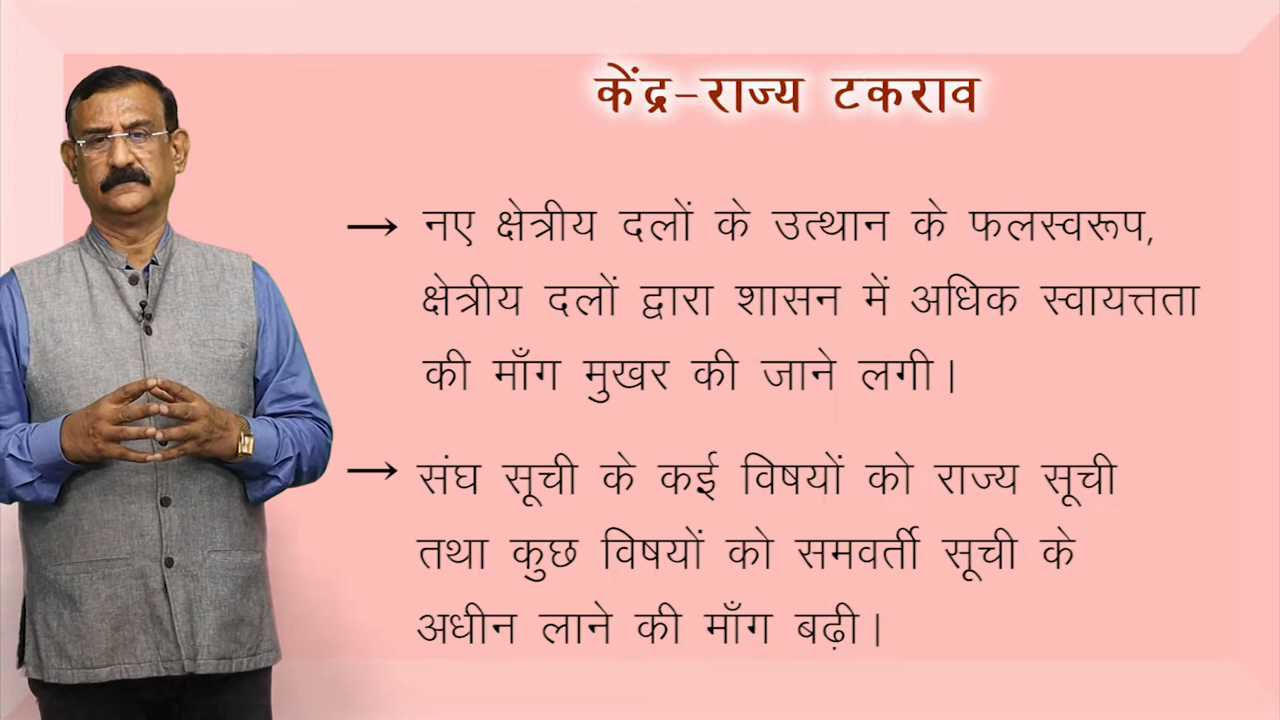 केंद्र-राज्य टकराव
→ नए क्षेत्रीय दलों के उत्थान के फलस्वरूप,
क्षेत्रीय दलों द्वारा शासन में अधिक स्वायत्तता
की माँग मुखर की जाने लगी।
→ संघ सूची के कई विषयों को राज्य सूची
तथा कुछ विषयों को समवर्ती सूची के
अधीन लाने की माँग बढ़ी।